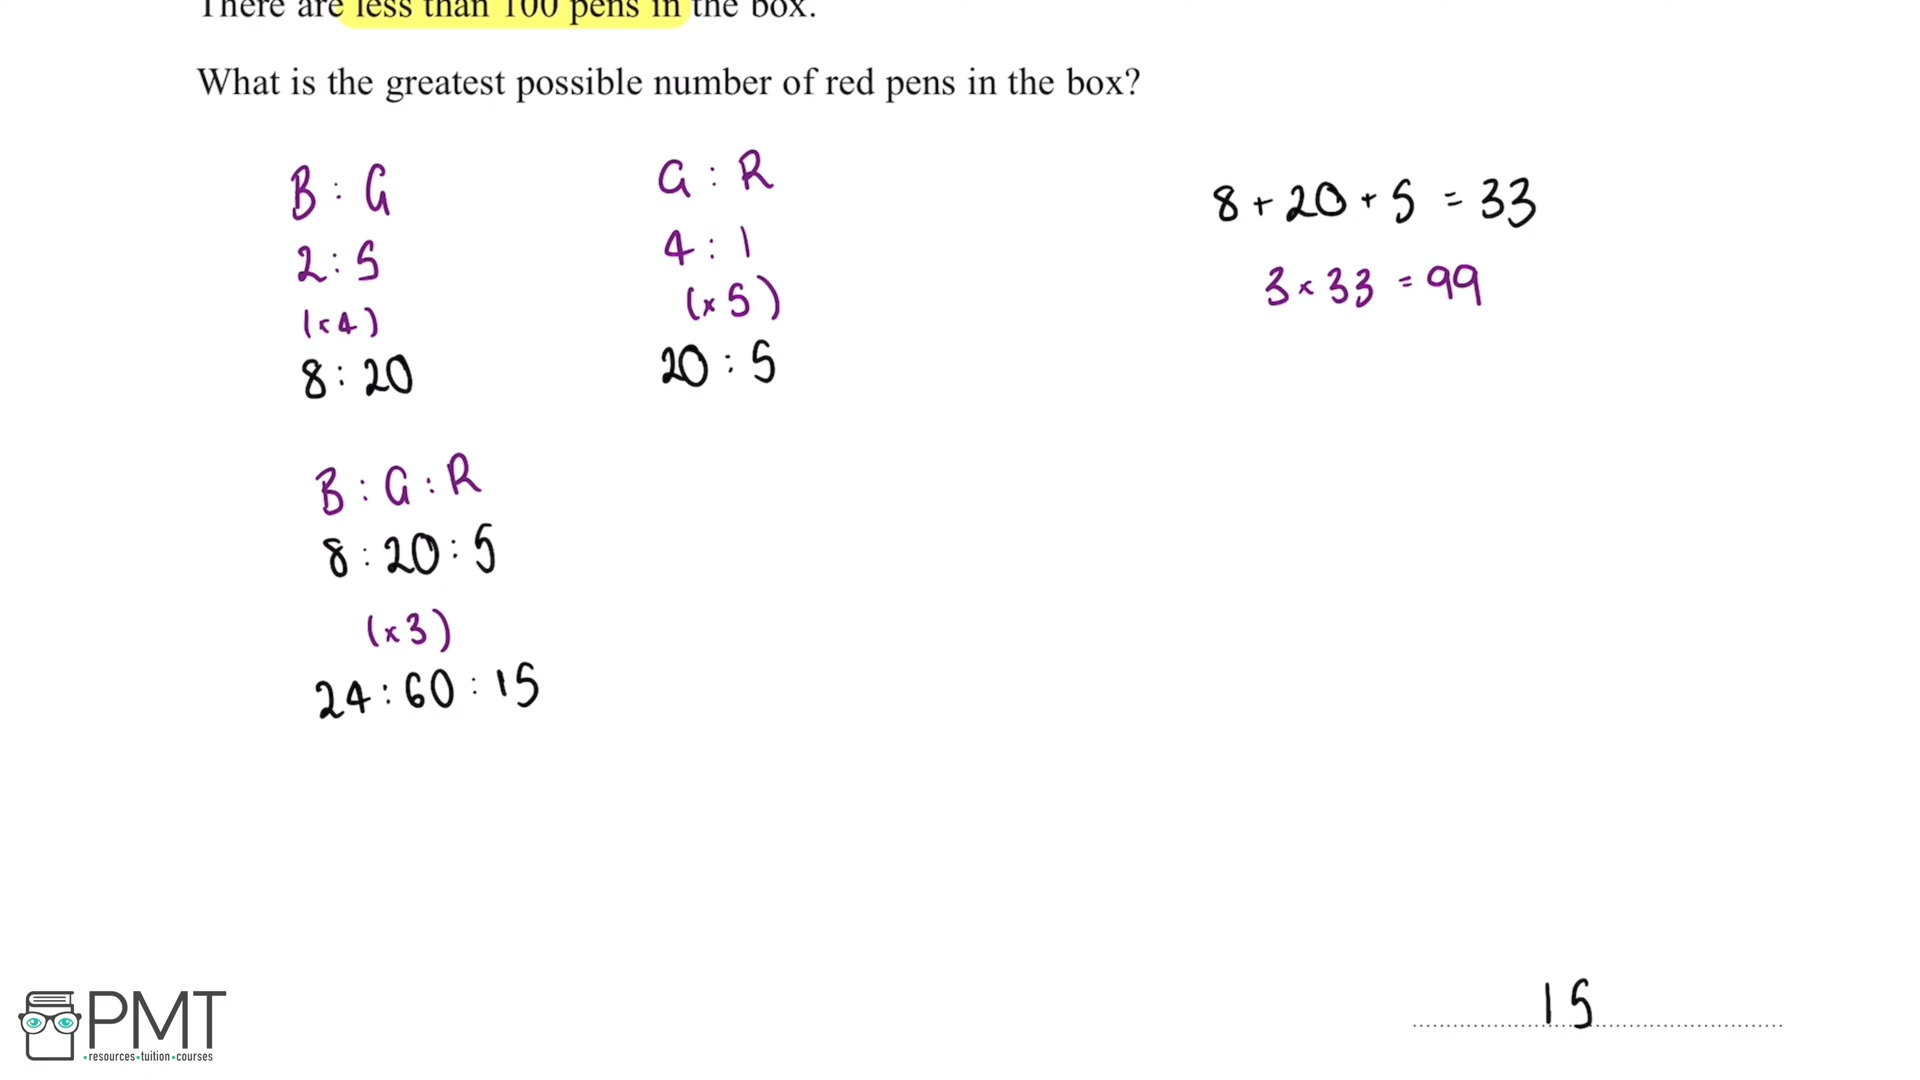 There are less than 100 pens in the box.
What is the greatest possible number of red pens in the box?
B : G
2 : 5
(×4)
8 : 20
G : R
4 : 1
(×5)
20 : 5
8 + 20 + 5 = 33
3 × 33 = 99
B : G : R
8 : 20 : 5
(×3)
24 : 60 : 15
15
PMT
•resources•tuition•courses